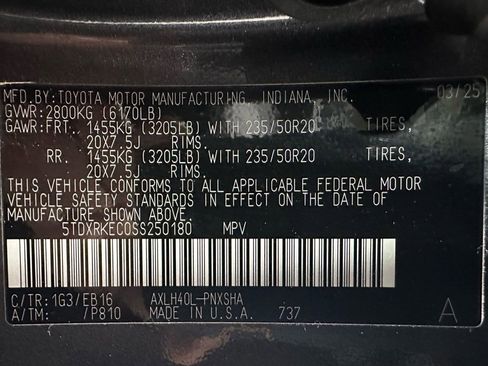 MFD.BY:TOYOTA MOTOR MANUFACTURING, INDIANA, INC. 03/25
GVWR:2800KG (6170LB)
GAWR:FRT. 1455KG (3205LB) WITH 235/50R20 TIRES,
20X7.5J RIMS.
RR. 1455KG (3205LB) WITH 235/50R20 TIRES,
20X7.5J RIMS.
THIS VEHICLE CONFORMS TO ALL APPLICABLE FEDERAL MOTOR
VEHICLE SAFETY STANDARDS IN EFFECT ON THE DATE OF
MANUFACTURE SHOWN ABOVE.
5TDXRKEC0SS250180 MPV
C/TR:1G3/EB16 AXLH40L-PNXSHA
A/TM: /P810 MADE IN U.S.A. 737 A